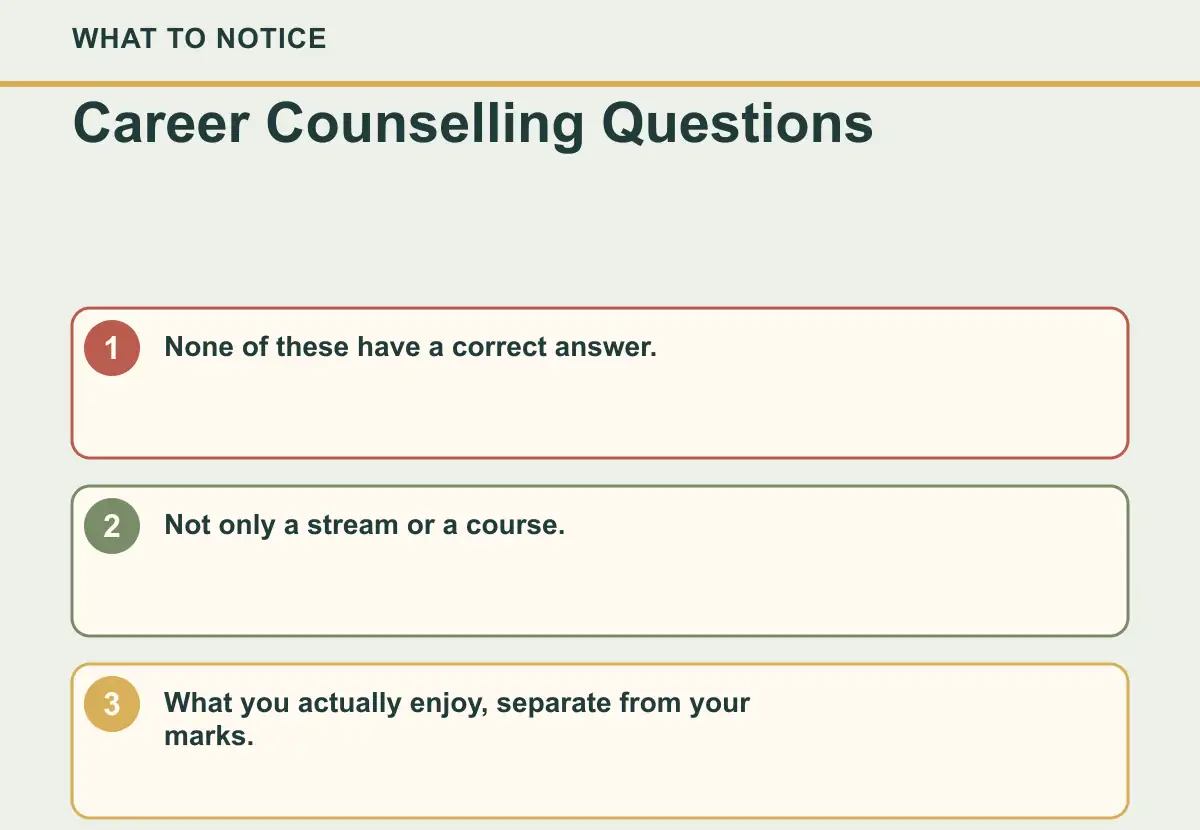 WHAT TO NOTICE
Career Counselling Questions
1
None of these have a correct answer.
2
Not only a stream or a course.
3
What you actually enjoy, separate from your
marks.